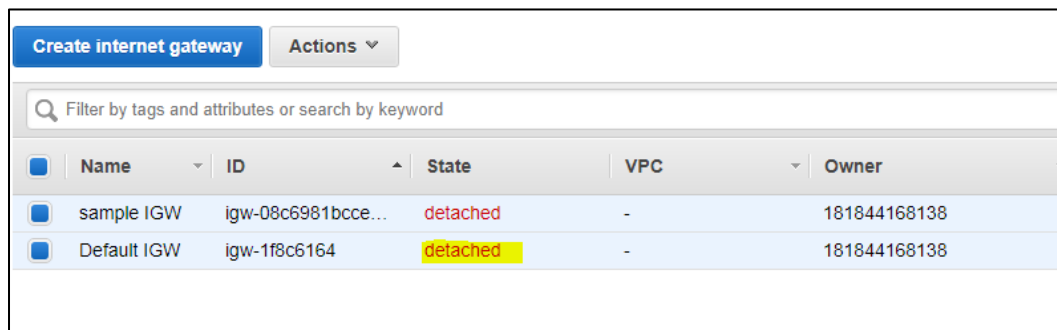 Create internet gateway Actions
Filter by tags and attributes or search by keyword
Name ID State VPC Owner
sample IGW igw-08c6981bcce... detached - 181844168138
Default IGW igw-1f8c6164 detached - 181844168138